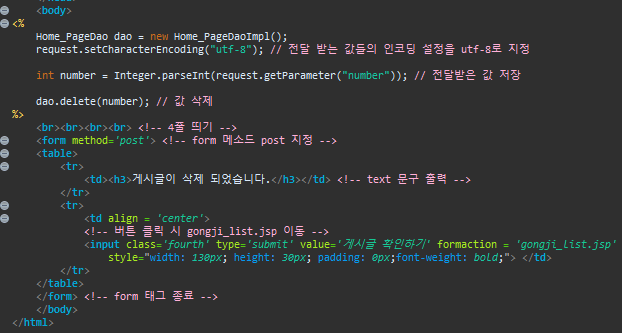 <body>
<%
Home_PageDao dao = new Home_PageDaoImpl();
request.setCharacterEncoding("utf-8"); // 전달 받는 값들의 인코딩 설정을 utf-8로 지정
int number = Integer.parseInt(request.getParameter("number")); // 전달받은 값 저장
dao.delete(number); // 값 삭제
%>
<br><br><br><br> <!-- 4줄 띄기 -->
<form method='post'> <!-- form 메소드 post 지정 -->
<table>
<tr>
<td><h3>게시글이 삭제 되었습니다.</h3></td> <!-- text 문구 출력 -->
</tr>
<tr>
<td align = 'center'>
<!-- 버튼 클릭 시 gongji_list.jsp 이동 -->
<input class='fourth' type='submit' value='게시글 확인하기' formaction = 'gongji_list.jsp'
style="width: 130px; height: 30px; padding: 0px;font-weight: bold;"> </td>
</tr>
</table>
</form> <!-- form 태그 종료 -->
</body>
</html>